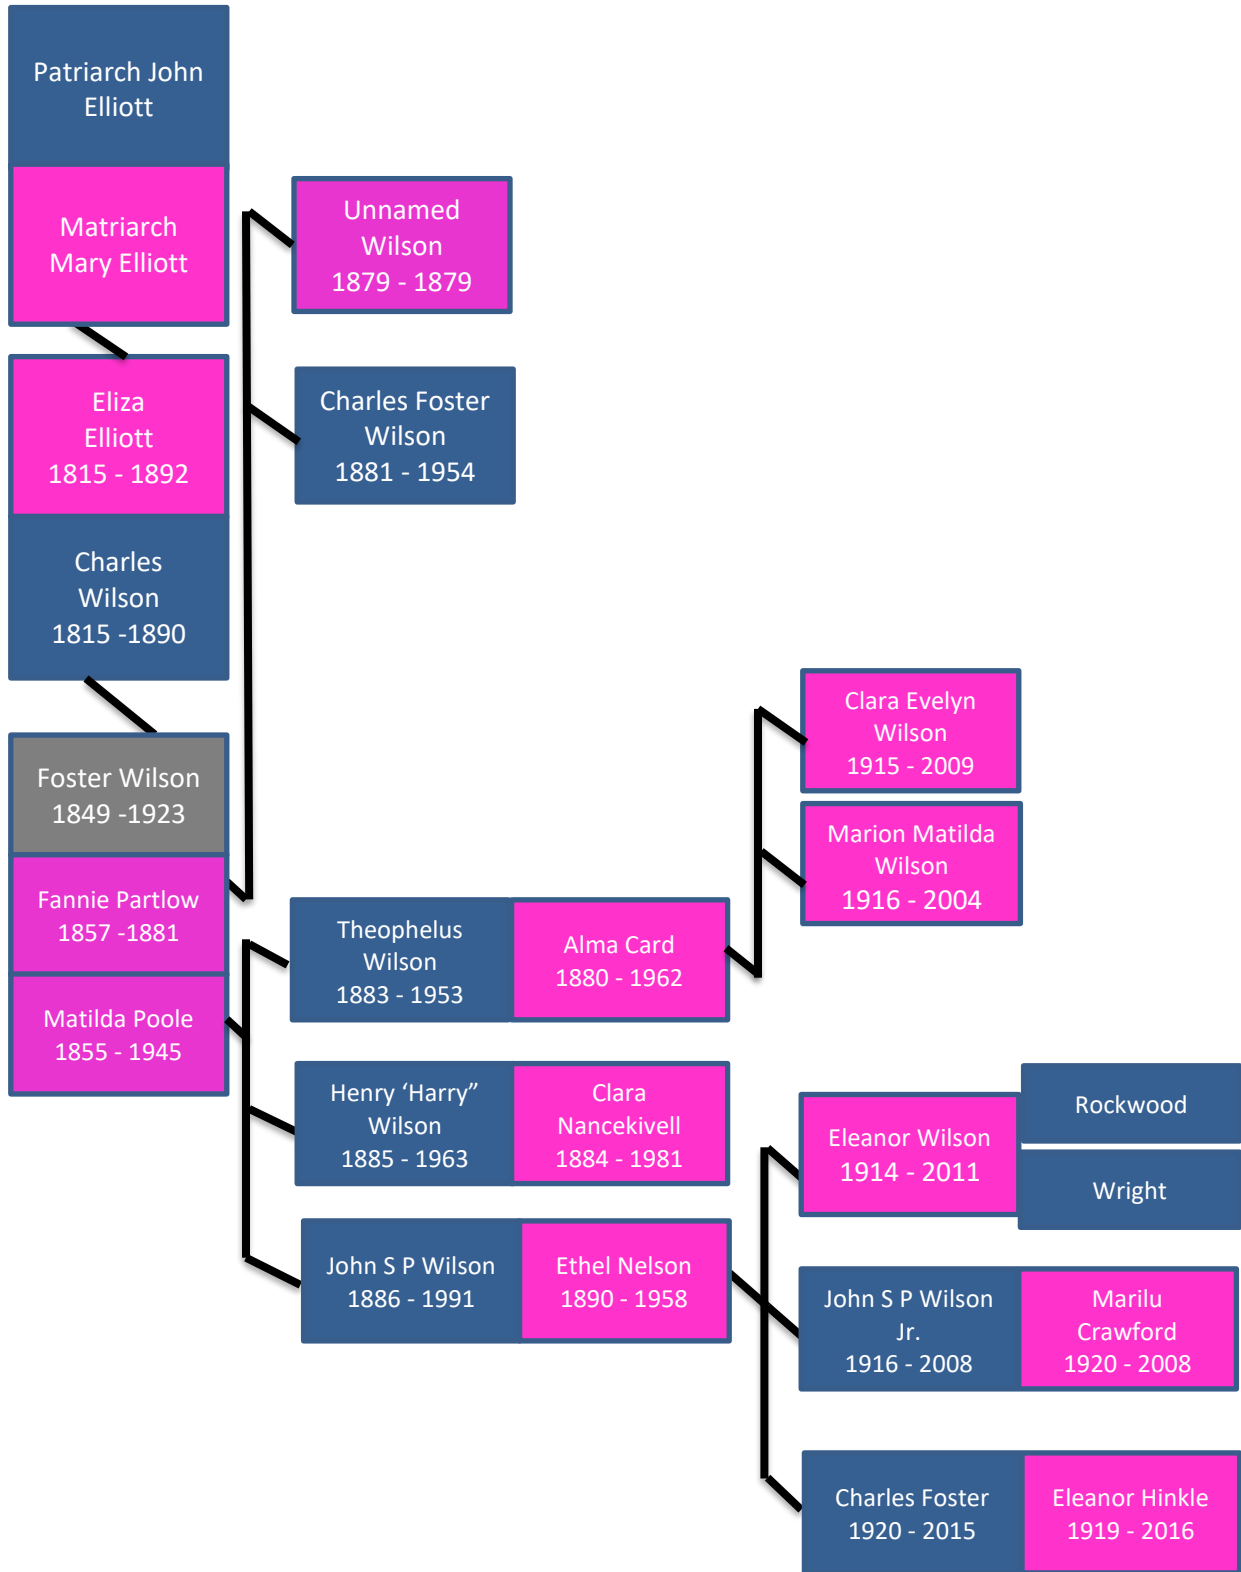 Patriarch John
Elliott
Matriarch
Mary Elliott
Eliza
Elliott
1815 - 1892
Charles
Wilson
1815 -1890
Foster Wilson
1849 -1923
Fannie Partlow
1857 -1881
Matilda Poole
1855 - 1945
Unnamed
Wilson
1879 - 1879
Charles Foster
Wilson
1881 - 1954
Theophelus
Wilson
1883 - 1953
Alma Card
1880 - 1962
Henry ‘Harry”
Wilson
1885 - 1963
Clara
Nancekivell
1884 - 1981
John S P Wilson
1886 - 1991
Ethel Nelson
1890 - 1958
Clara Evelyn
Wilson
1915 - 2009
Marion Matilda
Wilson
1916 - 2004
Eleanor Wilson
1914 - 2011
Rockwood
Wright
John S P Wilson
Jr.
1916 - 2008
Marilu
Crawford
1920 - 2008
Charles Foster
1920 - 2015
Eleanor Hinkle
1919 - 2016